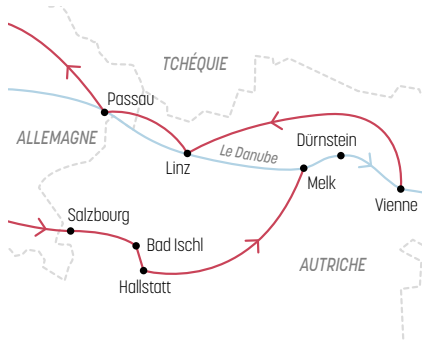 TCHÉQUIE
Passau
ALLEMAGNE
Dürnstein
Le Danube
Linz
Melk
Vienne
Salzbourg
Bad Ischl
AUTRICHE
Hallstatt